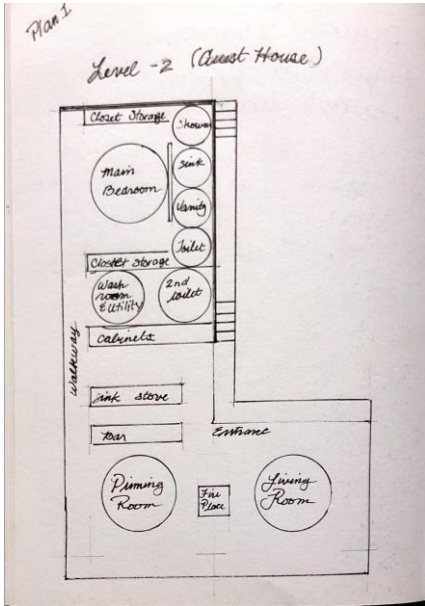 Plan 1
Level -2 (Guest House)
Closet Storage
Shower
Main
Bedroom
Sink
Vanity
Toilet
Closet Storage
Wash
room
& Utility
2nd
toilet
Cabinets
Walkway
Sink stove
Bar
Entrance
Dinning
Room
Fire
Place
Living
Room